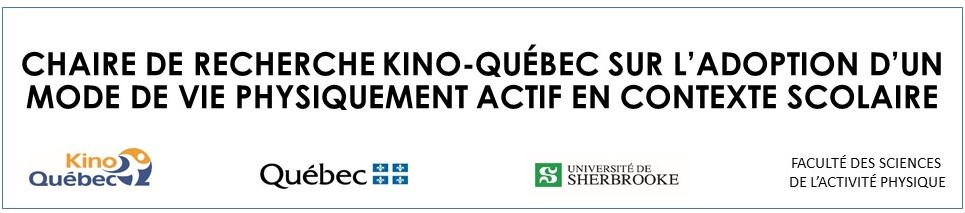 CHAIRE DE RECHERCHE KINO-QUÉBEC SUR L’ADOPTION D’UN
MODE DE VIE PHYSIQUEMENT ACTIF EN CONTEXTE SCOLAIRE
Kino
Québec
Québec
UNIVERSITÉ DE
SHERBROOKE
FACULTÉ DES SCIENCES
DE L’ACTIVITÉ PHYSIQUE